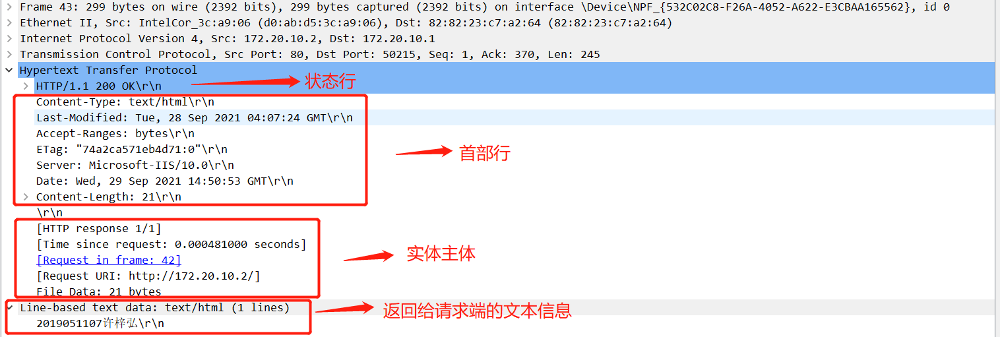 Frame 43: 299 bytes on wire (2392 bits), 299 bytes captured (2392 bits) on interface \Device\NPF_{532C02C8-F26A-4052-A622-E3CBAA165562}, id 0
Ethernet II, Src: IntelCor_3c:a9:06 (d0:ab:d5:3c:a9:06), Dst: 82:82:23:c7:a2:64 (82:82:23:c7:a2:64)
Internet Protocol Version 4, Src: 172.20.10.2, Dst: 172.20.10.1
Transmission Control Protocol, Src Port: 80, Dst Port: 50215, Seq: 1, Ack: 370, Len: 245
Hypertext Transfer Protocol
HTTP/1.1 200 OK\r\n 状态行
Content-Type: text/html\r\n
Last-Modified: Tue, 28 Sep 2021 04:07:24 GMT\r\n
Accept-Ranges: bytes\r\n
ETag: "74a2ca571eb4d71:0"\r\n 首部行
Server: Microsoft-IIS/10.0\r\n
Date: Wed, 29 Sep 2021 14:50:53 GMT\r\n
Content-Length: 21\r\n
\r\n
[HTTP response 1/1]
[Time since request: 0.000481000 seconds]
[Request in frame: 42] 实体主体
[Request URI: http://172.20.10.2/]
File Data: 21 bytes
Line-based text data: text/html (1 lines) 返回给请求端的文本信息
2019051107许梓弘\r\n